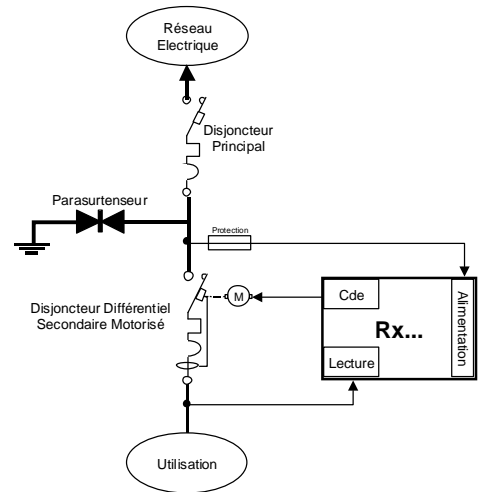 Réseau
Electrique
Disjoncteur
Principal
Parasurtenseur
Protection
Disjoncteur Différentiel
Secondaire Motorisé
M
Cde
Alimentation
Rx...
Lecture
Utilisation